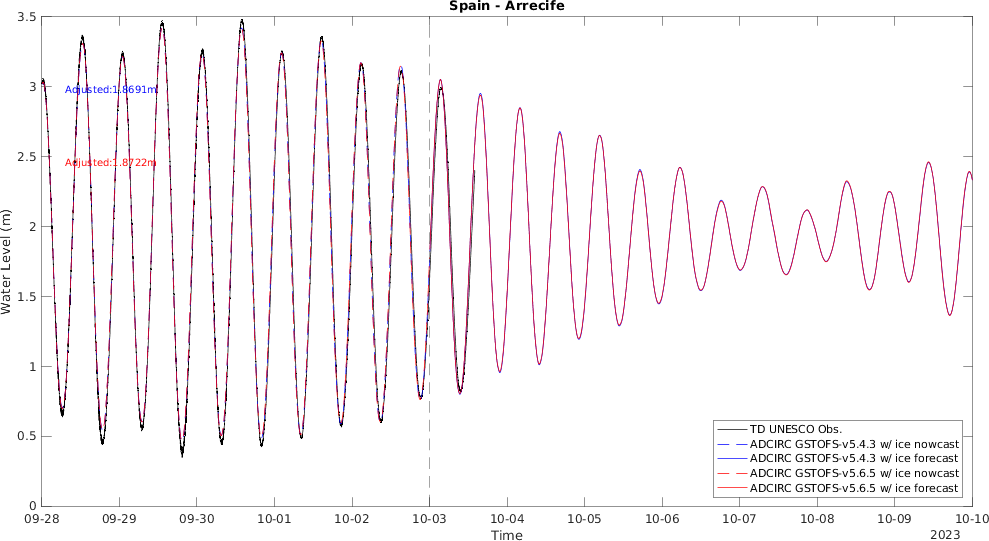 Spain - Arrecife
3.5
3
2.5
2
1.5
1
0.5
0
Water Level (m)
Adjusted:1.8691m
Adjusted:1.8722m
TD UNESCO Obs.
ADCIRC GSTOFS-v5.4.3 w/ ice nowcast
ADCIRC GSTOFS-v5.4.3 w/ ice forecast
ADCIRC GSTOFS-v5.6.5 w/ ice nowcast
ADCIRC GSTOFS-v5.6.5 w/ ice forecast
09-28 09-29 09-30 10-01 10-02 10-03 10-04 10-05 10-06 10-07 10-08 10-09 10-10
Time
2023